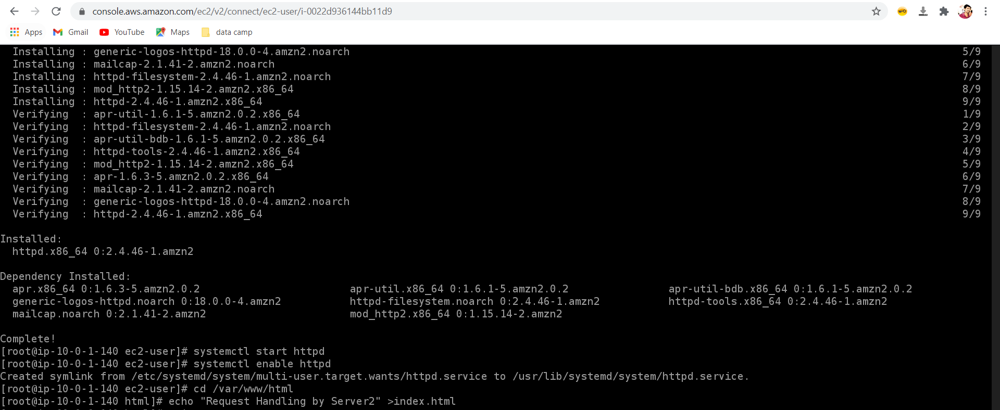 console.aws.amazon.com/ec2/v2/connect/ec2-user/i-0022d936144bb11d9
Apps Gmail YouTube Maps data camp
Installing : generic-logos-httpd-18.0.0-4.amzn2.noarch 5/9
Installing : mailcap-2.1.41-2.amzn2.noarch 6/9
Installing : httpd-filesystem-2.4.46-1.amzn2.noarch 7/9
Installing : mod_http2-1.15.14-2.amzn2.x86_64 8/9
Installing : httpd-2.4.46-1.amzn2.x86_64 9/9
Verifying : apr-util-1.6.1-5.amzn2.0.2.x86_64 1/9
Verifying : httpd-filesystem-2.4.46-1.amzn2.noarch 2/9
Verifying : apr-util-bdb-1.6.1-5.amzn2.0.2.x86_64 3/9
Verifying : httpd-tools-2.4.46-1.amzn2.x86_64 4/9
Verifying : mod_http2-1.15.14-2.amzn2.x86_64 5/9
Verifying : apr-1.6.3-5.amzn2.0.2.x86_64 6/9
Verifying : mailcap-2.1.41-2.amzn2.noarch 7/9
Verifying : generic-logos-httpd-18.0.0-4.amzn2.noarch 8/9
Verifying : httpd-2.4.46-1.amzn2.x86_64 9/9
Installed:
httpd.x86_64 0:2.4.46-1.amzn2
Dependency Installed:
apr.x86_64 0:1.6.3-5.amzn2.0.2 apr-util.x86_64 0:1.6.1-5.amzn2.0.2 apr-util-bdb.x86_64 0:1.6.1-5.amzn2.0.2
generic-logos-httpd.noarch 0:18.0.0-4.amzn2 httpd-filesystem.noarch 0:2.4.46-1.amzn2 httpd-tools.x86_64 0:2.4.46-1.amzn2
mailcap.noarch 0:2.1.41-2.amzn2 mod_http2.x86_64 0:1.15.14-2.amzn2
Complete!
[root@ip-10-0-1-140 ec2-user]# systemctl start httpd
[root@ip-10-0-1-140 ec2-user]# systemctl enable httpd
Created symlink from /etc/systemd/system/multi-user.target.wants/httpd.service to /usr/lib/systemd/system/httpd.service.
[root@ip-10-0-1-140 ec2-user]# cd /var/www/html
[root@ip-10-0-1-140 html]# echo "Request Handling by Server2" >index.html